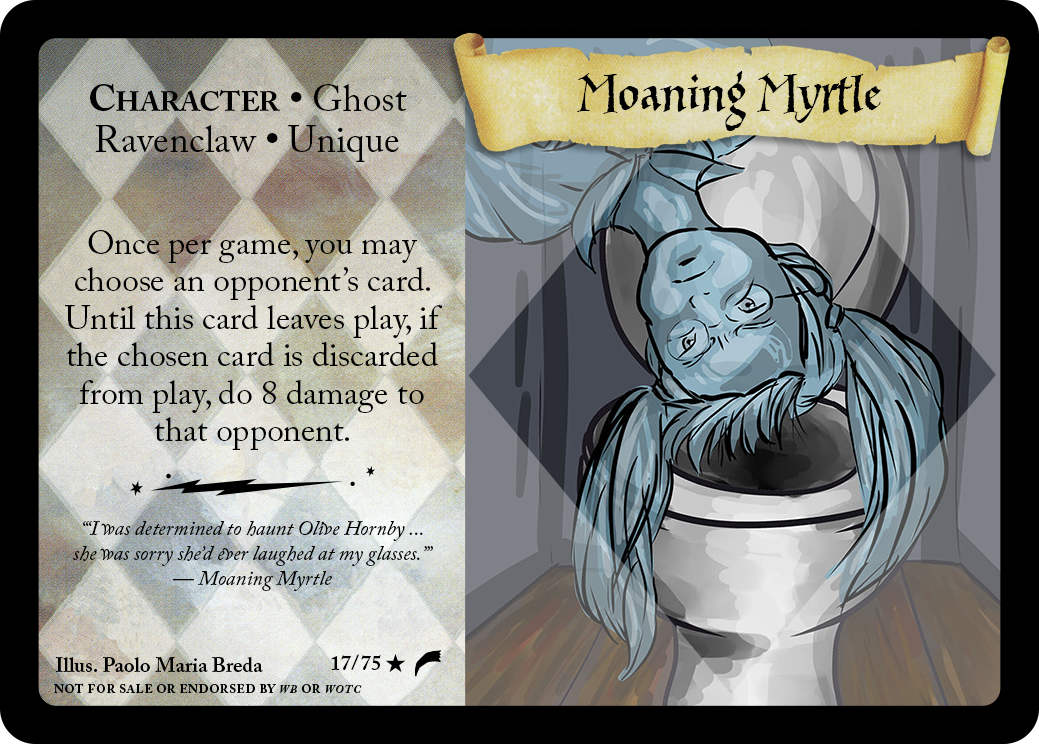 Moaning Myrtle
CHARACTER • Ghost
Ravenclaw • Unique
Once per game, you may
choose an opponent’s card.
Until this card leaves play, if
the chosen card is discarded
from play, do 8 damage to
that opponent.
“‘I was determined to haunt Olive Hornby ...
she was sorry she’d ever laughed at my glasses.’”
— Moaning Myrtle
Illus. Paolo Maria Breda
17/75 ★
NOT FOR SALE OR ENDORSED BY WB OR WOTC